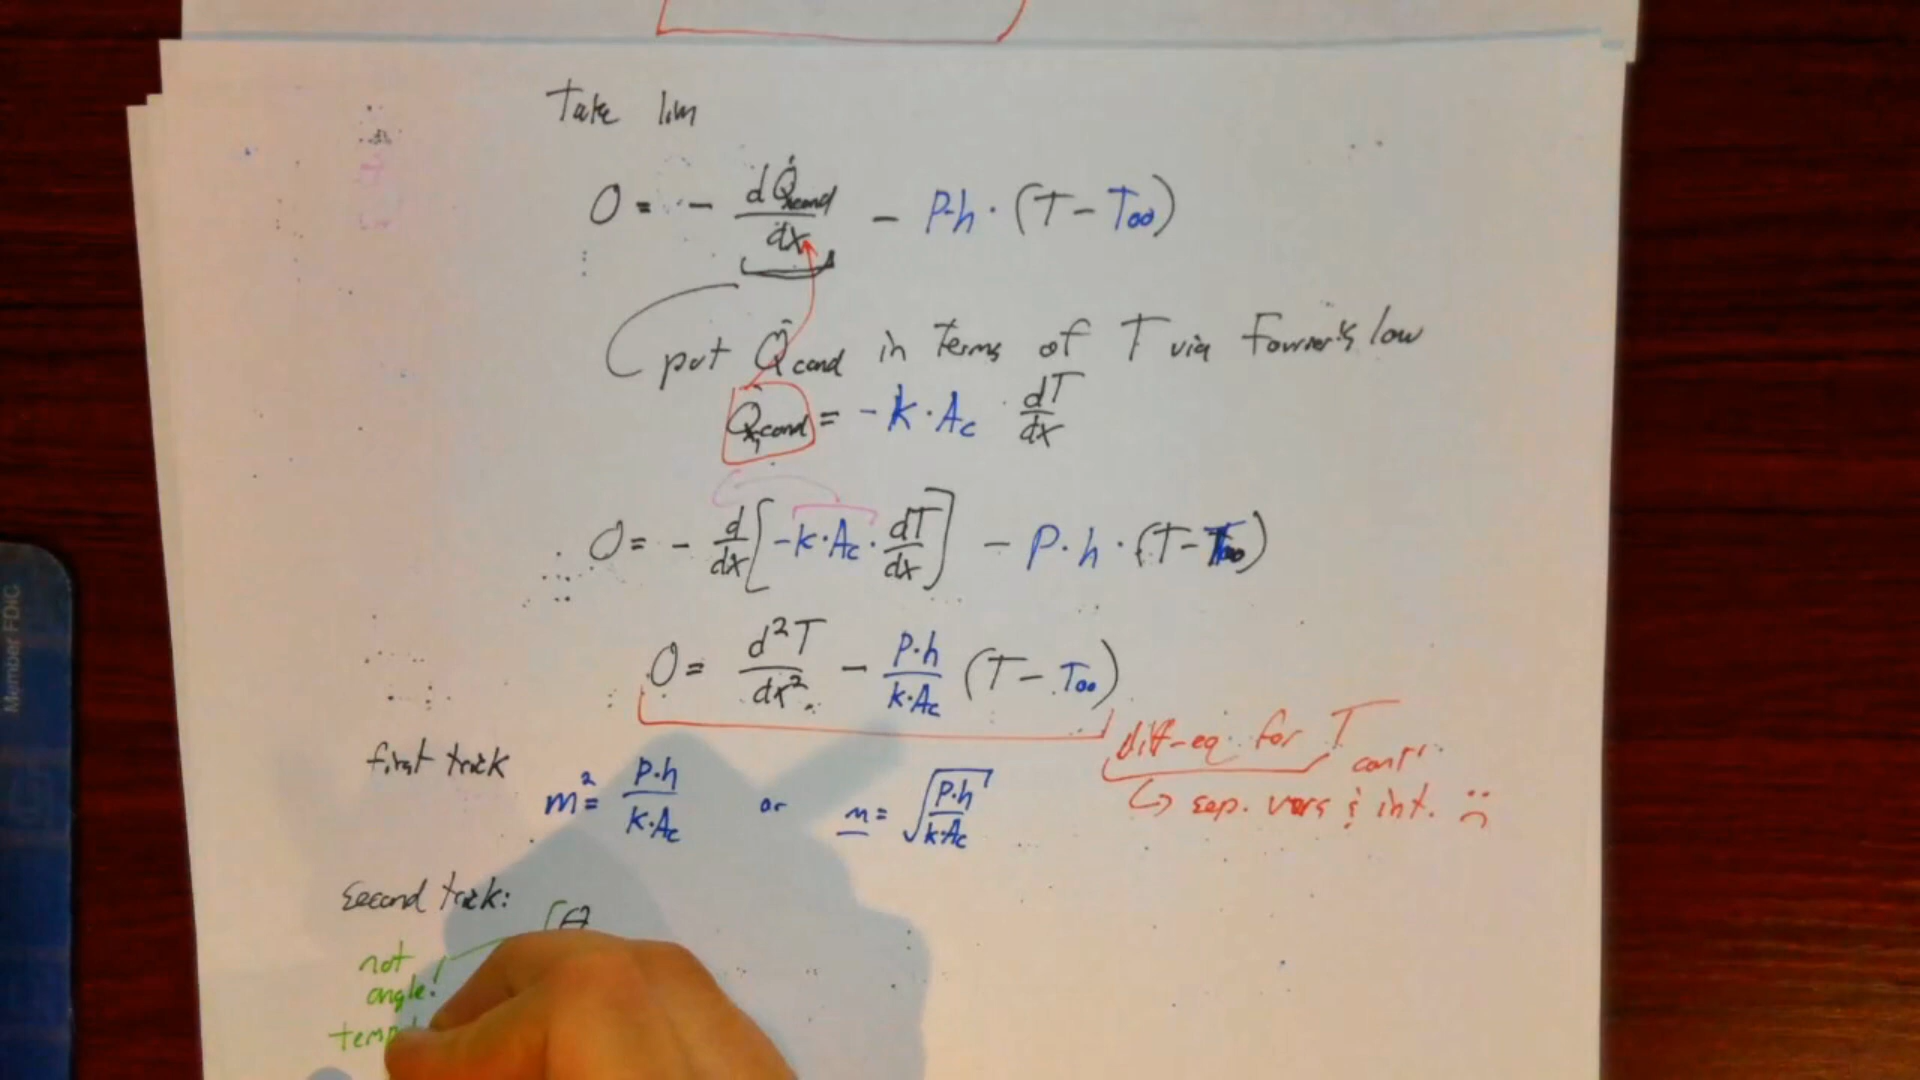 Take lim
0 = - dQ̇x,cond/dx - P·h · (T - T∞)
put Q̇cond in terms of T via Fourier's law
Q̇x,cond = -k·Ac · dT/dx
0 = - d/dx [-k·Ac · dT/dx] - P·h · (T - T∞)
0 = d²T/dx² - P·h/k·Ac (T - T∞)
diff-eq. for T
first trick
m² = P·h/k·Ac or m = √(P·h/k·Ac)
↳ sep. vars & int. :(
second trick:
θ
not
angle!
Member FDIC